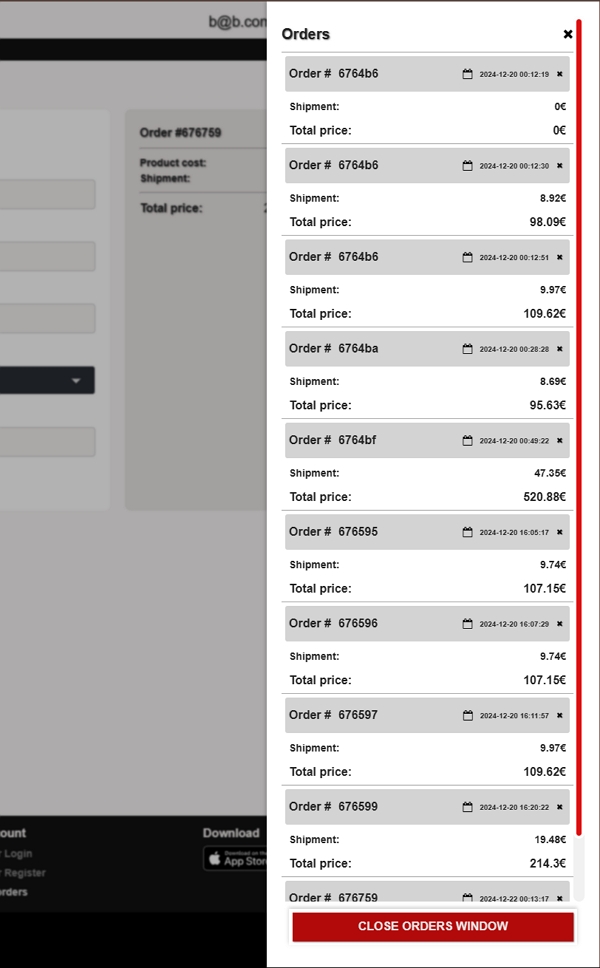 b@b.com
Orders
Order # 6764b6 2024-12-20 00:12:19
Shipment: 0€
Total price: 0€
Order # 6764b6 2024-12-20 00:12:30
Shipment: 8.92€
Total price: 98.09€
Order # 6764b6 2024-12-20 00:12:51
Shipment: 9.97€
Total price: 109.62€
Order # 6764ba 2024-12-20 00:28:28
Shipment: 8.69€
Total price: 95.63€
Order # 6764bf 2024-12-20 00:49:22
Shipment: 47.35€
Total price: 520.88€
Order # 676595 2024-12-20 16:05:17
Shipment: 9.74€
Total price: 107.15€
Order # 676596 2024-12-20 16:07:29
Shipment: 9.74€
Total price: 107.15€
Order # 676597 2024-12-20 16:11:57
Shipment: 9.97€
Total price: 109.62€
Order # 676599 2024-12-20 16:20:22
Shipment: 19.48€
Total price: 214.3€
Order # 676759 2024-12-22 00:13:17
CLOSE ORDERS WINDOW
Order #676759
Product cost:
Shipment:
Total price: 2
ount
Login
Register
orders
Download
Download on the
App Store